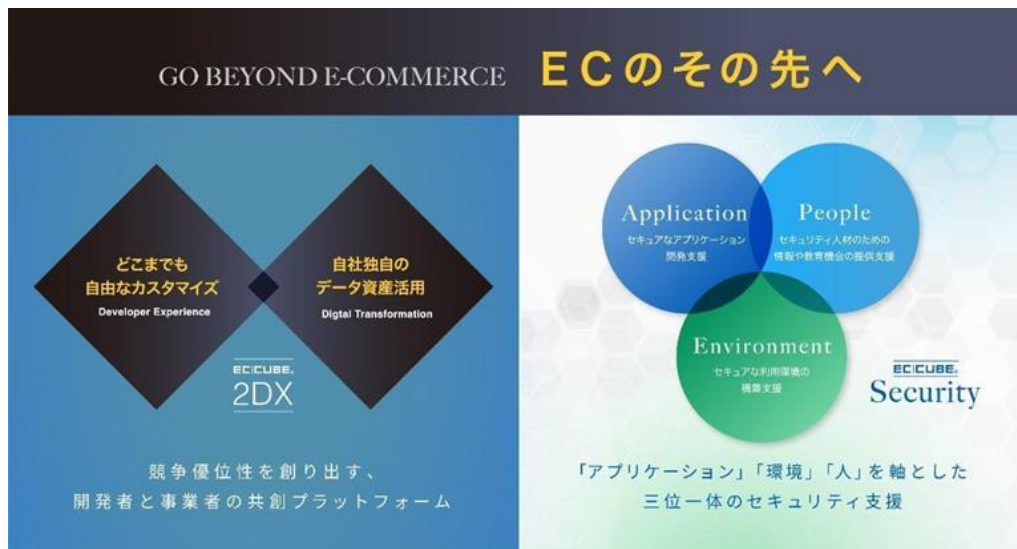 GO BEYOND E-COMMERCE ECのその先へ
どこまでも
自由なカスタマイズ
Developer Experience
自社独自の
データ資産活用
Digtal Transformation
EC CUBE®
2DX
競争優位性を創り出す、
開発者と事業者の共創プラットフォーム
Application
セキュアなアプリケーション
開発支援
People
セキュリティ人材のための
情報や教育機会の提供支援
Environment
セキュアな利用環境の
構築支援
EC CUBE®
Security
「アプリケーション」「環境」「人」を軸とした
三位一体のセキュリティ支援